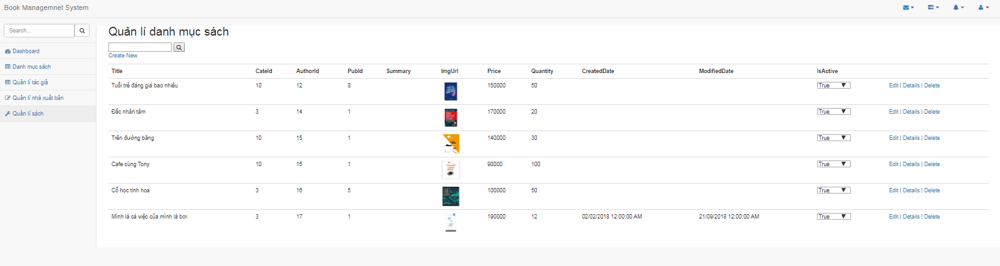 Book Managemnet System
Search...
Dashboard
Danh mục sách
Quản lí tác giả
Quản lí nhà xuất bản
Quản lí sách
Quản lí danh mục sách
Create New
Title CateId AuthorId PubId Summary ImgUrl Price Quantity CreatedDate ModifiedDate IsActive
Tuổi trẻ đáng giá bao nhiêu 10 12 8 150000 50 True Edit | Details | Delete
Đắc nhân tâm 3 14 1 170000 20 True Edit | Details | Delete
Trên đường băng 10 15 1 140000 30 True Edit | Details | Delete
Cafe cùng Tony 10 15 1 90000 100 True Edit | Details | Delete
Cổ học tinh hoa 3 16 5 100000 50 True Edit | Details | Delete
Mình là cá việc của mình là bơi 3 17 1 190000 12 02/02/2018 12:00:00 AM 21/09/2018 12:00:00 AM True Edit | Details | Delete